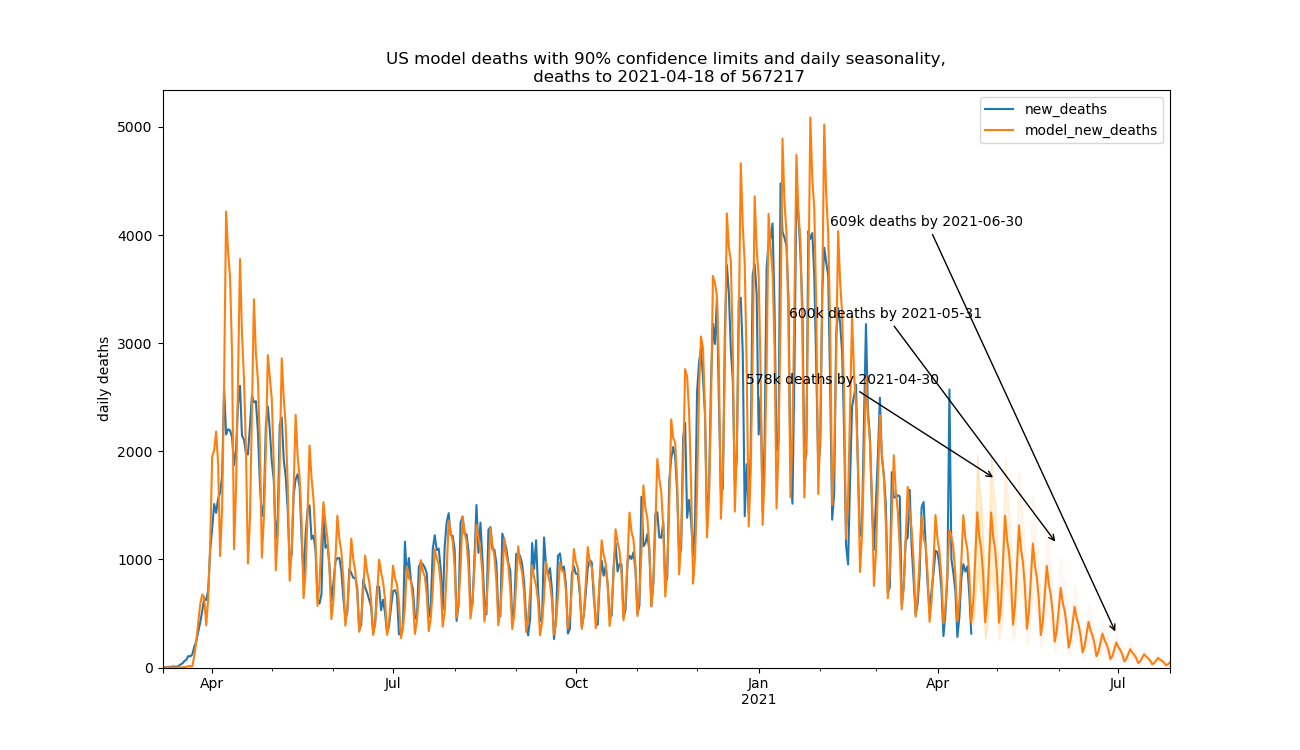 US model deaths with 90% confidence limits and daily seasonality,
deaths to 2021-04-18 of 567217
new_deaths
model_new_deaths
5000
4000
3000
2000
1000
0
daily deaths
609k deaths by 2021-06-30
600k deaths by 2021-05-31
578k deaths by 2021-04-30
Apr
Jul
Oct
Jan
2021
Apr
Jul